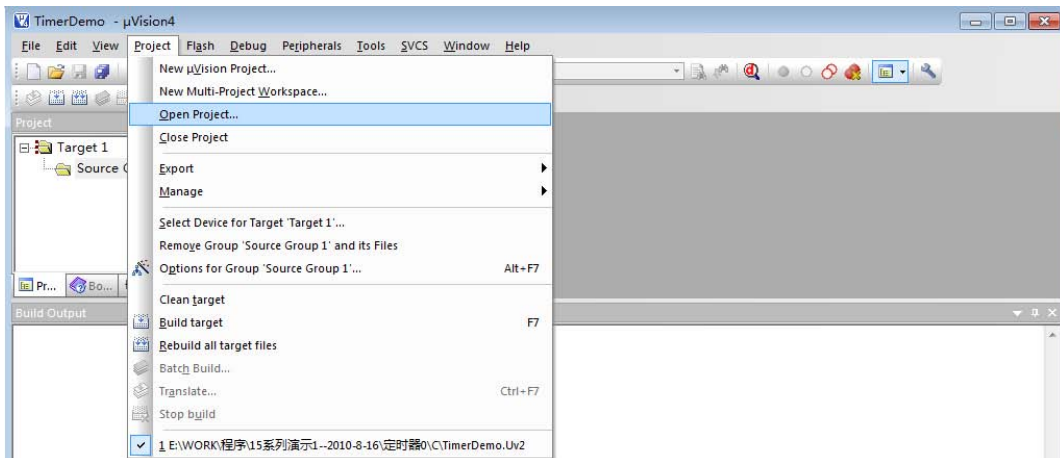 TimerDemo - µVision4
File Edit View Project Flash Debug Peripherals Tools SVCS Window Help
New µVision Project...
New Multi-Project Workspace...
Project
Open Project...
Close Project
Target 1
Source G
Export
Manage
Select Device for Target 'Target 1'...
Remove Group 'Source Group 1' and its Files
Options for Group 'Source Group 1'... Alt+F7
Pr... Bo...
Clean target
Build Output
Build target F7
Rebuild all target files
Batch Build...
Translate... Ctrl+F7
Stop build
1 E:\WORK\程序\15系列演示1--2010-8-16\定时器0\C\TimerDemo.Uv2